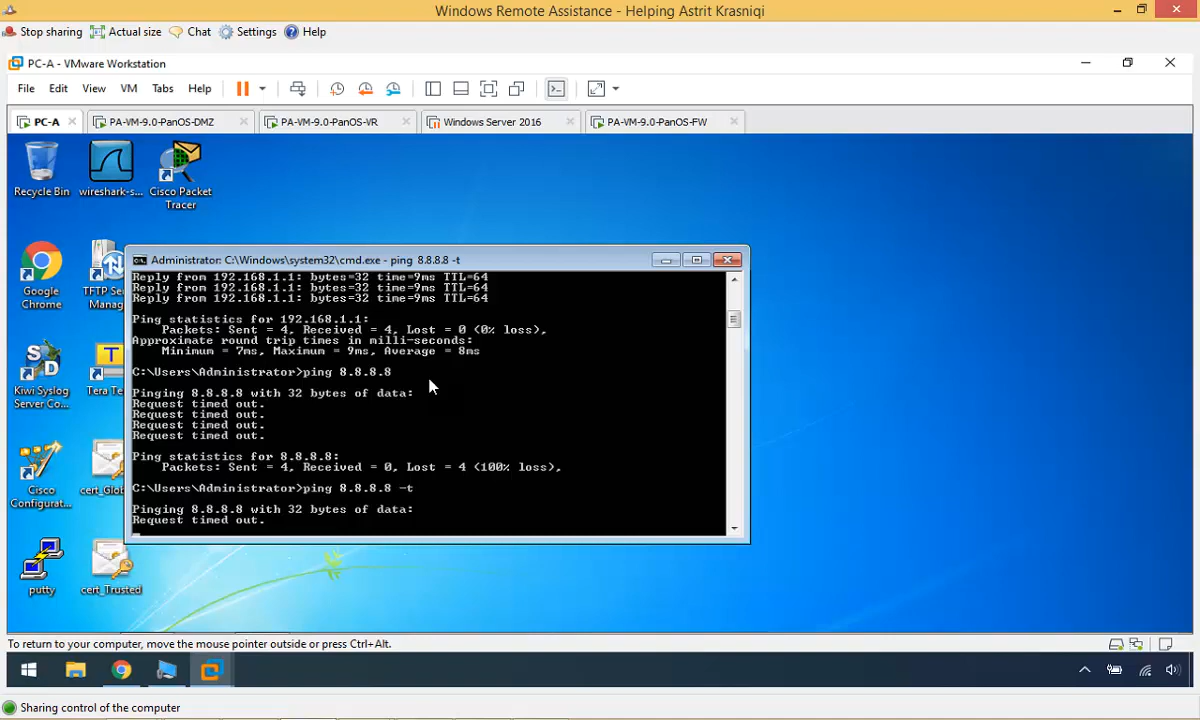 Windows Remote Assistance - Helping Astrit Krasniqi
Stop sharing Actual size Chat Settings Help
PC-A - VMware Workstation
File Edit View VM Tabs Help
PC-A PA-VM-9.0-PanOS-DMZ PA-VM-9.0-PanOS-VR Windows Server 2016 PA-VM-9.0-PanOS-FW
Recycle Bin
wireshark-s...
Cisco Packet
Tracer
Google
Chrome
TFTP Se
Manag
Kiwi Syslog
Server Co...
Tera Te
Cisco
Configurat...
cert_Glob
putty
cert_Trusted
Administrator: C:\Windows\system32\cmd.exe - ping 8.8.8.8 -t
Reply from 192.168.1.1: bytes=32 time=9ms TTL=64
Reply from 192.168.1.1: bytes=32 time=9ms TTL=64
Reply from 192.168.1.1: bytes=32 time=9ms TTL=64
Ping statistics for 192.168.1.1:
Packets: Sent = 4, Received = 4, Lost = 0 (0% loss),
Approximate round trip times in milli-seconds:
Minimum = 7ms, Maximum = 9ms, Average = 8ms
C:\Users\Administrator>ping 8.8.8.8
Pinging 8.8.8.8 with 32 bytes of data:
Request timed out.
Request timed out.
Request timed out.
Request timed out.
Ping statistics for 8.8.8.8:
Packets: Sent = 4, Received = 0, Lost = 4 (100% loss),
C:\Users\Administrator>ping 8.8.8.8 -t
Pinging 8.8.8.8 with 32 bytes of data:
Request timed out.
To return to your computer, move the mouse pointer outside or press Ctrl+Alt.
Sharing control of the computer